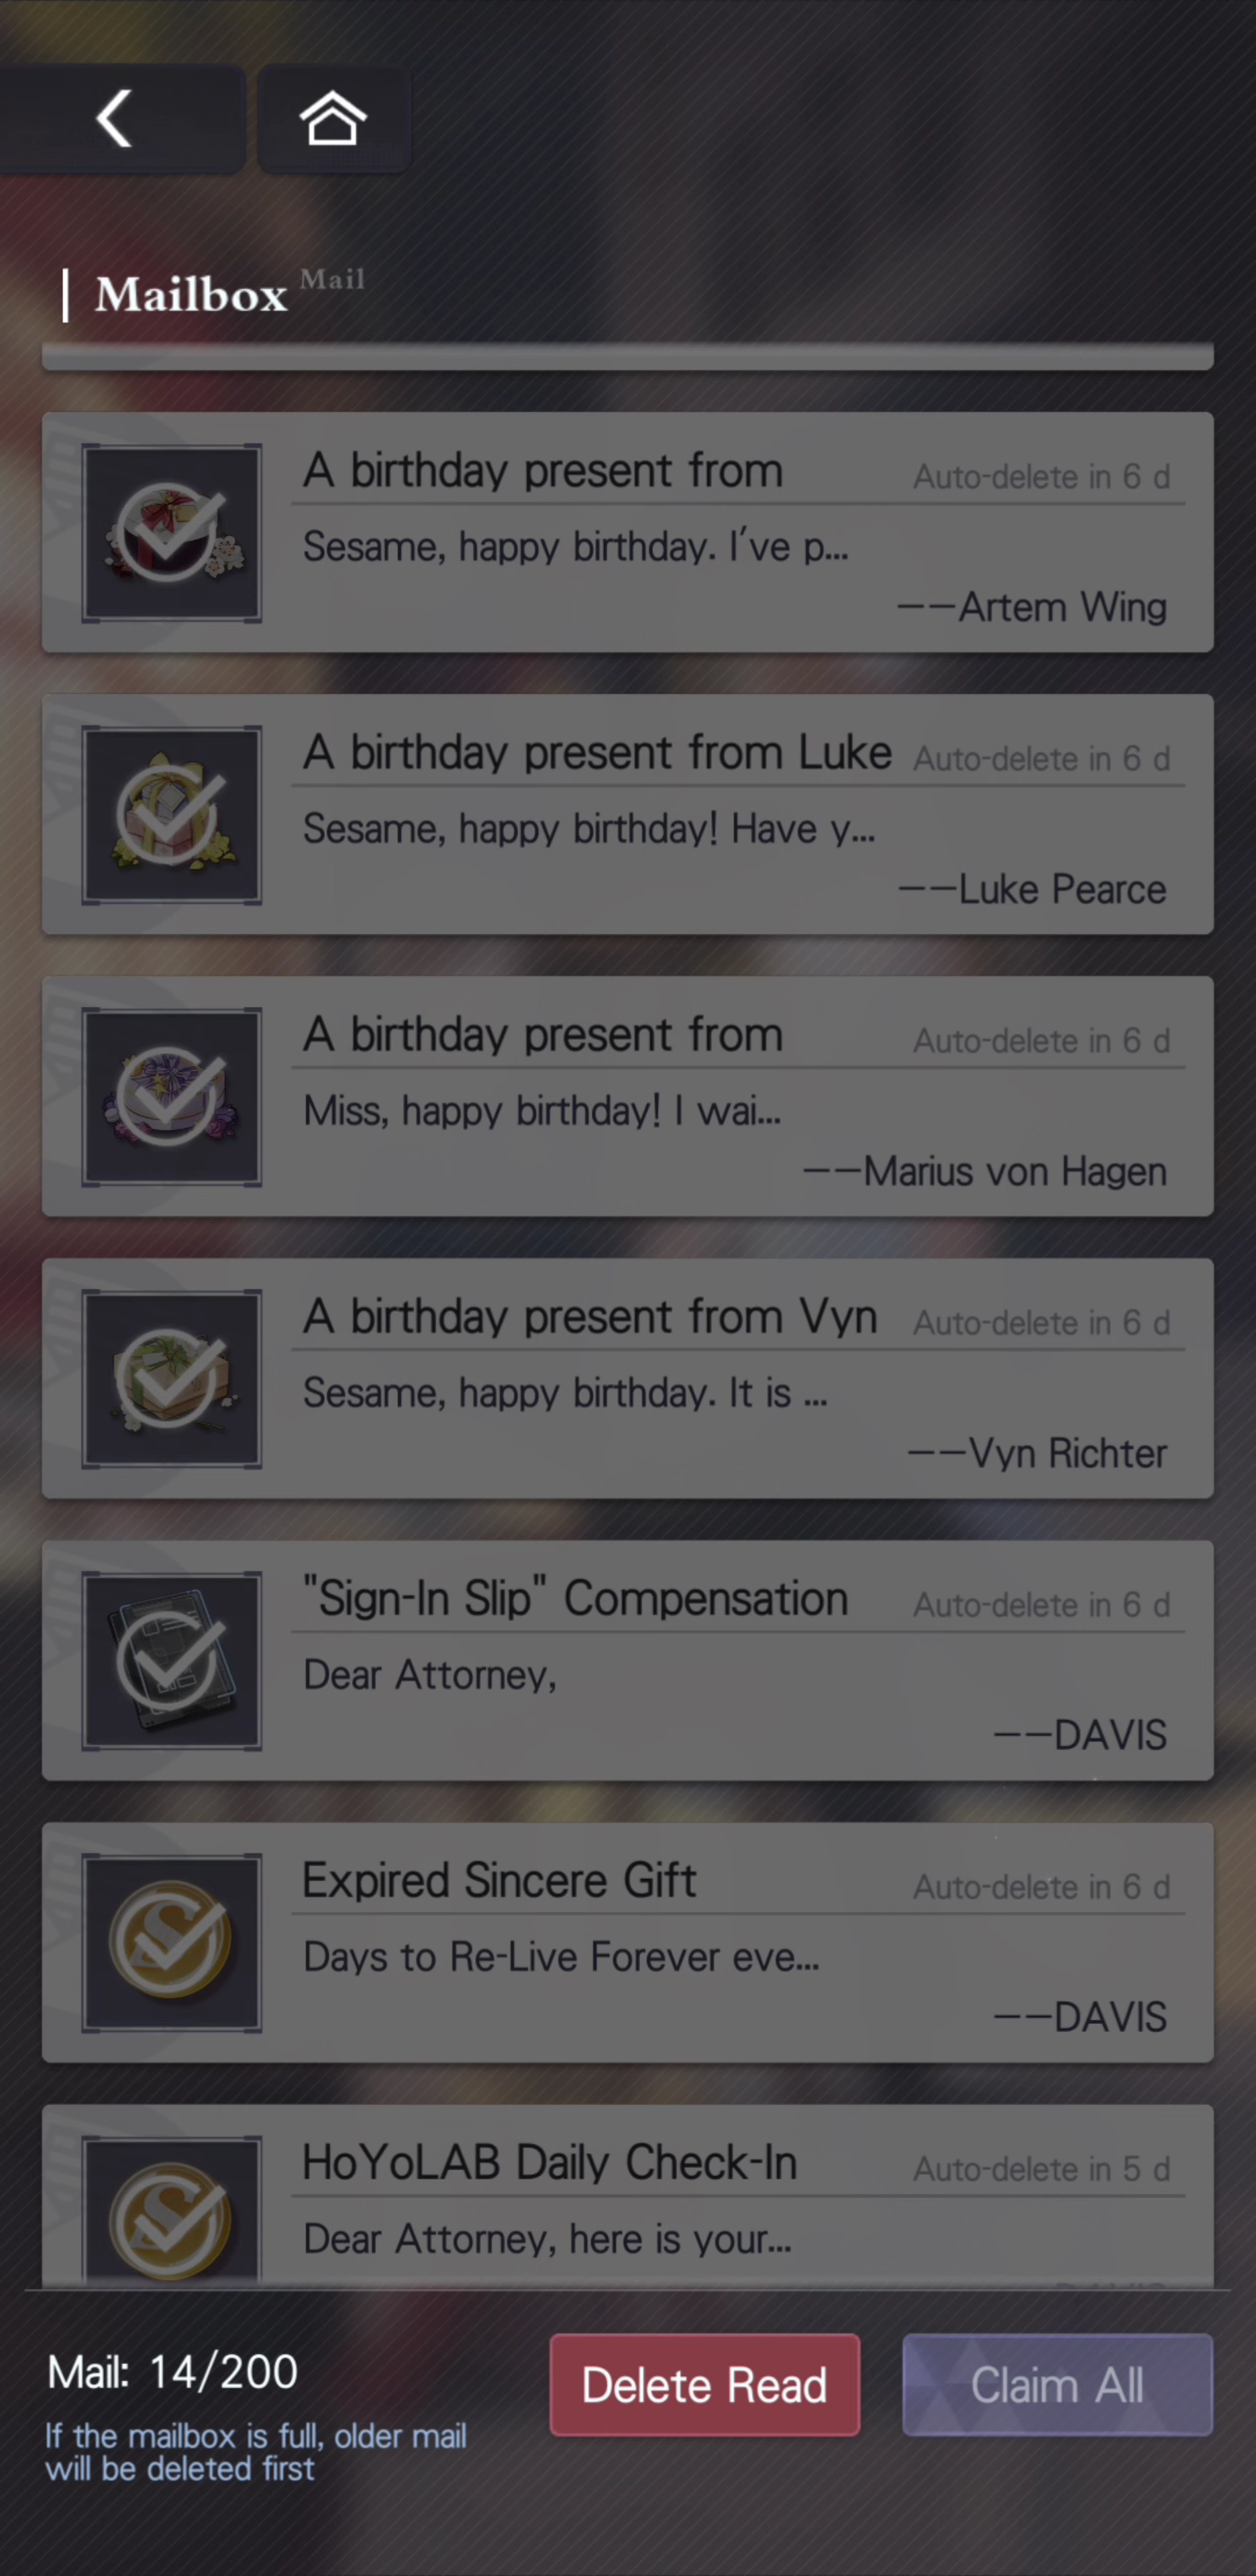 Mailbox Mail
A birthday present from
Auto-delete in 6 d
Sesame, happy birthday. I've p...
——Artem Wing
A birthday present from Luke
Auto-delete in 6 d
Sesame, happy birthday! Have y...
——Luke Pearce
A birthday present from
Auto-delete in 6 d
Miss, happy birthday! I wai...
——Marius von Hagen
A birthday present from Vyn
Auto-delete in 6 d
Sesame, happy birthday. It is ...
——Vyn Richter
"Sign-In Slip" Compensation
Auto-delete in 6 d
Dear Attorney,
——DAVIS
Expired Sincere Gift
Auto-delete in 6 d
Days to Re-Live Forever eve...
——DAVIS
HoYoLAB Daily Check-In
Auto-delete in 5 d
Dear Attorney, here is your...
Mail: 14/200
If the mailbox is full, older mail
will be deleted first
Delete Read
Claim All